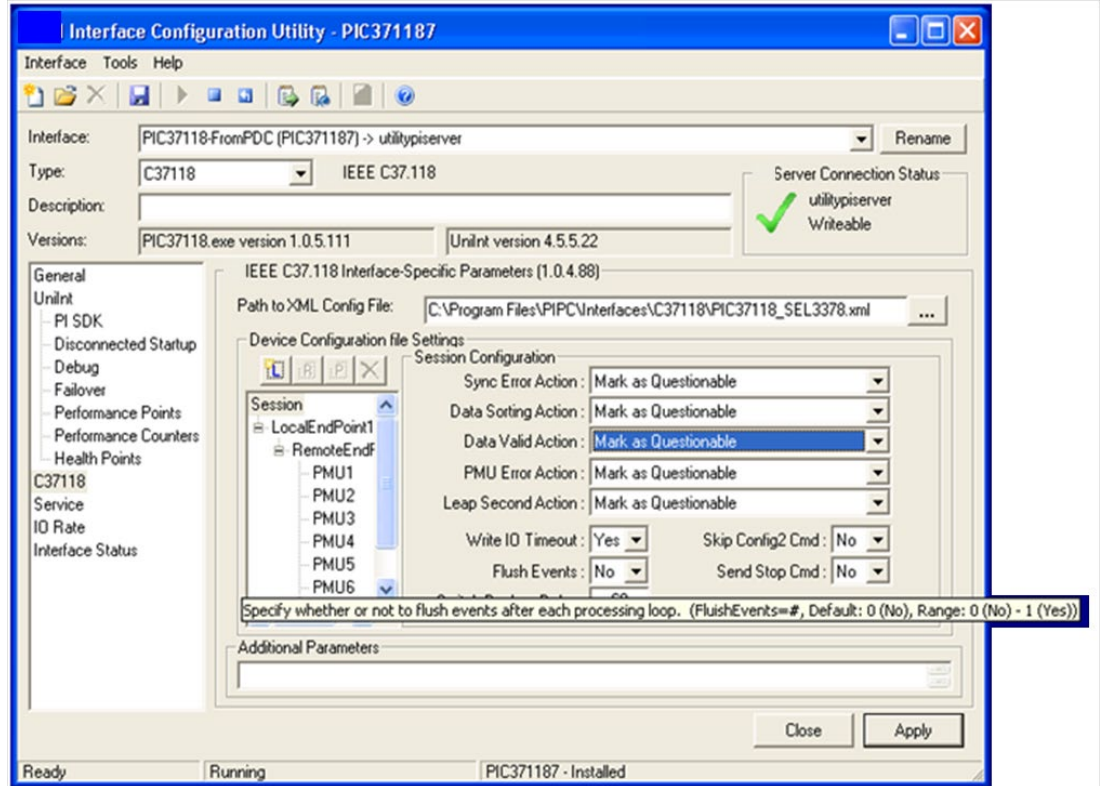 Interface Configuration Utility - PIC371187
Interface Tools Help
Interface: PIC37118-FromPDC (PIC371187) -> utilitypiserver Rename
Type: C37118 IEEE C37.118
Server Connection Status
utilitypiserver
Writeable
Description:
Versions: PIC37118.exe version 1.0.5.111 UniInt version 4.5.5.22
General
UniInt
PI SDK
Disconnected Startup
Debug
Failover
Performance Points
Performance Counters
Health Points
C37118
Service
IO Rate
Interface Status
IEEE C37.118 Interface-Specific Parameters (1.0.4.88)
Path to XML Config File: C:\Program Files\PIPC\Interfaces\C37118\PIC37118_SEL3378.xml ...
Device Configuration file Settings
L R P
Session
LocalEndPoint1
RemoteEndF
PMU1
PMU2
PMU3
PMU4
PMU5
PMU6
Session Configuration
Sync Error Action : Mark as Questionable
Data Sorting Action : Mark as Questionable
Data Valid Action : Mark as Questionable
PMU Error Action : Mark as Questionable
Leap Second Action : Mark as Questionable
Write IO Timeout : Yes Skip Config2 Cmd : No
Flush Events : No Send Stop Cmd : No
Specify whether or not to flush events after each processing loop. (FluishEvents=#, Default: 0 (No), Range: 0 (No) - 1 (Yes))
Additional Parameters
Close Apply
Ready Running PIC371187 - Installed